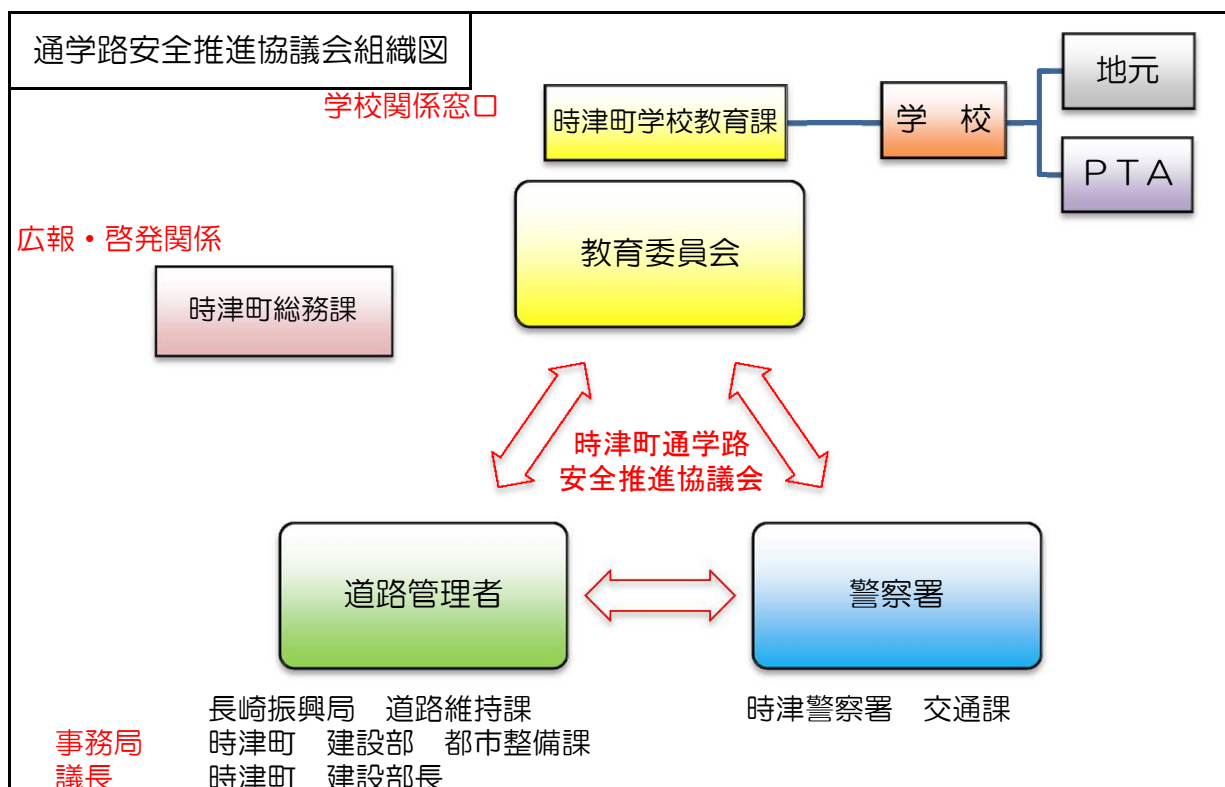 通学路安全推進協議会組織図
学校関係窓口
時津町学校教育課
学　校
地元
ＰＴＡ
広報・啓発関係
教育委員会
時津町総務課
時津町通学路
安全推進協議会
道路管理者
警察署
長崎振興局　道路維持課
時津警察署　交通課
事務局　時津町　建設部　都市整備課
議長　時津町　建設部長